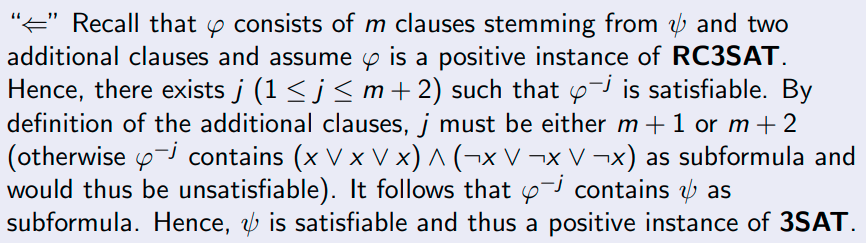 “⇐” Recall that φ consists of m clauses stemming from ψ and two
additional clauses and assume φ is a positive instance of RC3SAT.
Hence, there exists j (1 ≤ j ≤ m + 2) such that φ⁻ʲ is satisfiable. By
definition of the additional clauses, j must be either m + 1 or m + 2
(otherwise φ⁻ʲ contains (x ∨ x ∨ x) ∧ (¬x ∨ ¬x ∨ ¬x) as subformula and
would thus be unsatisfiable). It follows that φ⁻ʲ contains ψ as
subformula. Hence, ψ is satisfiable and thus a positive instance of 3SAT.